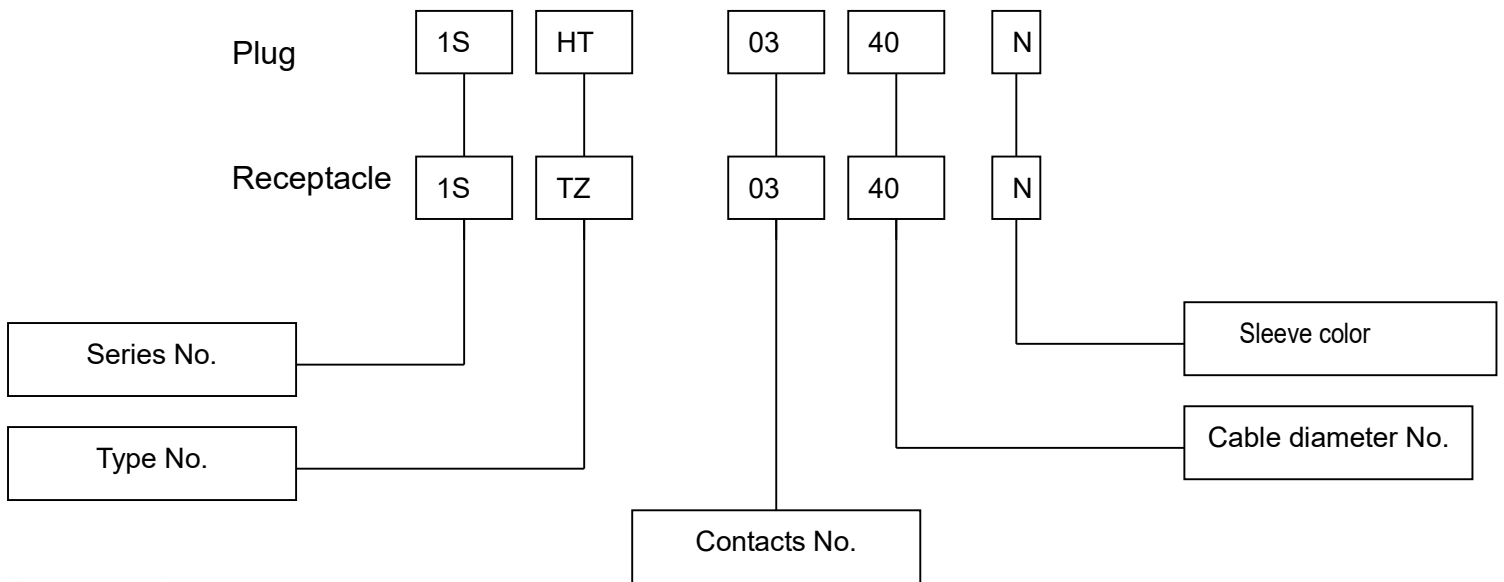 Plug 1S HT 03 40 N
Receptacle 1S TZ 03 40 N
Series No.
Sleeve color
Type No.
Cable diameter No.
Contacts No.